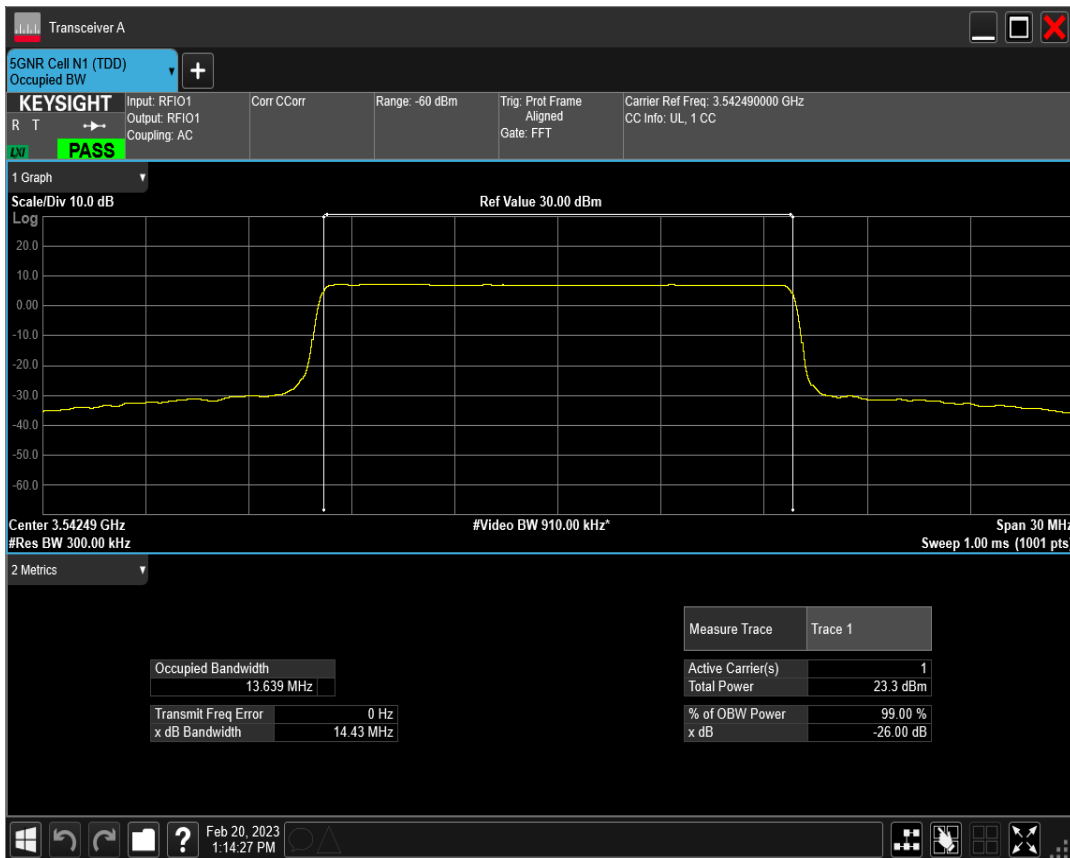 Transceiver A
5GNR Cell N1 (TDD)
Occupied BW
+
KEYSIGHT
R T
LXI
PASS
Input: RFIO1
Output: RFIO1
Coupling: AC
Corr CCorr
Range: -60 dBm
Trig: Prot Frame
Aligned
Gate: FFT
Carrier Ref Freq: 3.542490000 GHz
CC Info: UL, 1 CC
1 Graph
Scale/Div 10.0 dB
Ref Value 30.00 dBm
Log
20.0
10.0
0.00
-10.0
-20.0
-30.0
-40.0
-50.0
-60.0
Center 3.54249 GHz
#Video BW 910.00 kHz*
Span 30 MHz
#Res BW 300.00 kHz
Sweep 1.00 ms (1001 pts)
2 Metrics
Measure Trace Trace 1
Occupied Bandwidth
13.639 MHz
Active Carrier(s) 1
Total Power 23.3 dBm
Transmit Freq Error 0 Hz
x dB Bandwidth 14.43 MHz
% of OBW Power 99.00 %
x dB -26.00 dB
?
Feb 20, 2023
1:14:27 PM